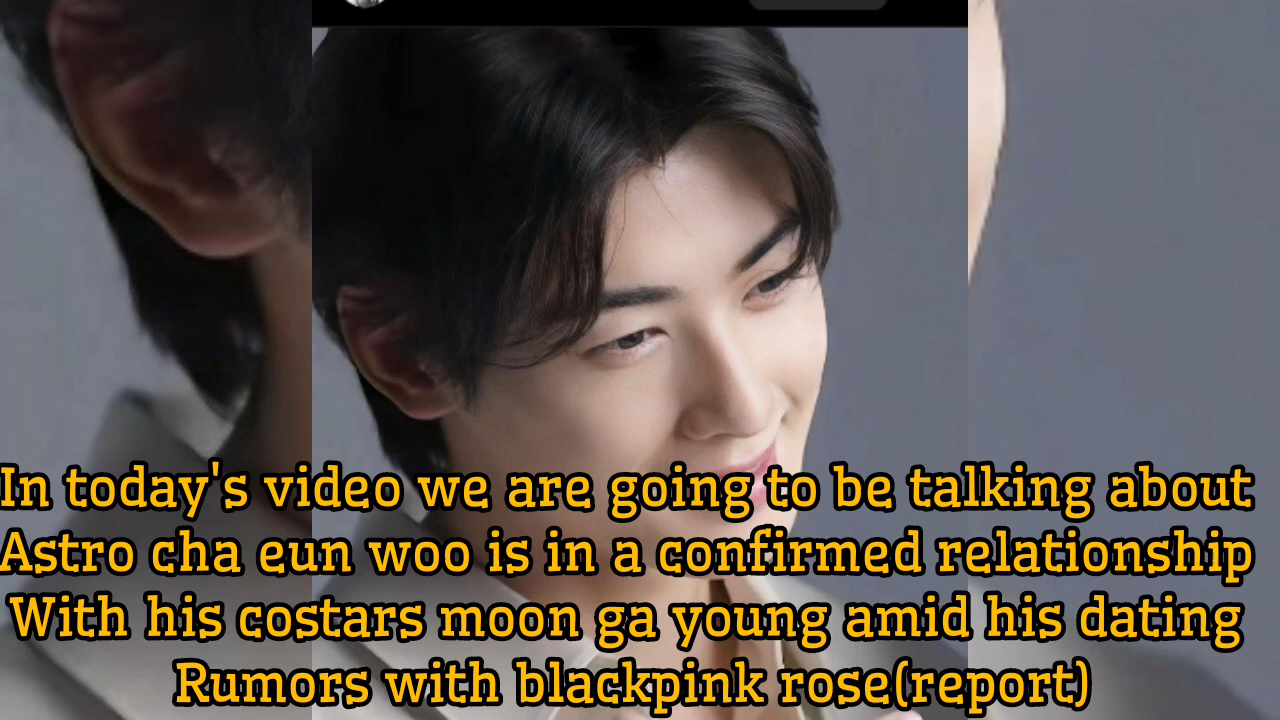 In today's video we are going to be talking about
Astro cha eun woo is in a confirmed relationship
With his costars moon ga young amid his dating
Rumors with blackpink rose(report)